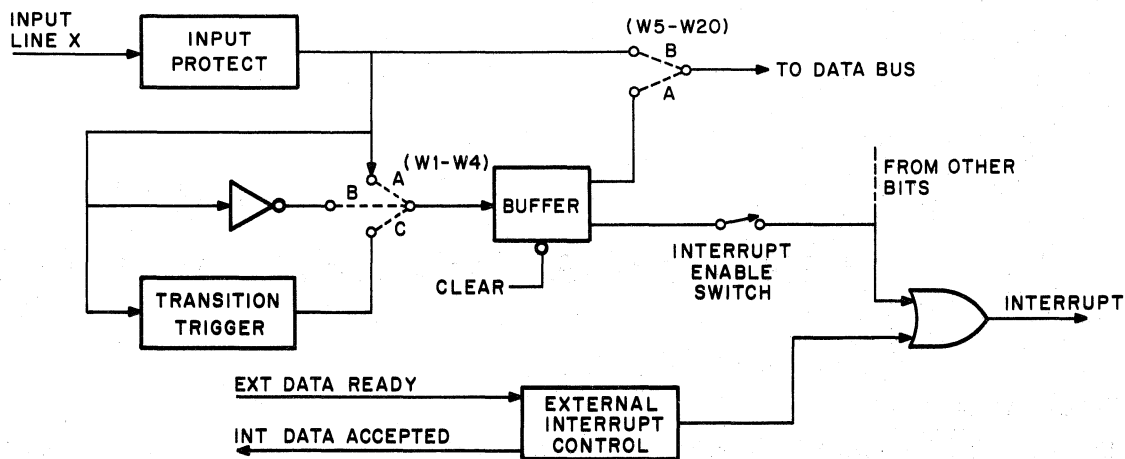 INPUT
LINE X
INPUT
PROTECT
(W5-W20)
B
A
TO DATA BUS
(W1-W4)
A
B
C
BUFFER
CLEAR
FROM OTHER
BITS
INTERRUPT
ENABLE
SWITCH
TRANSITION
TRIGGER
INTERRUPT
EXT DATA READY
INT DATA ACCEPTED
EXTERNAL
INTERRUPT
CONTROL